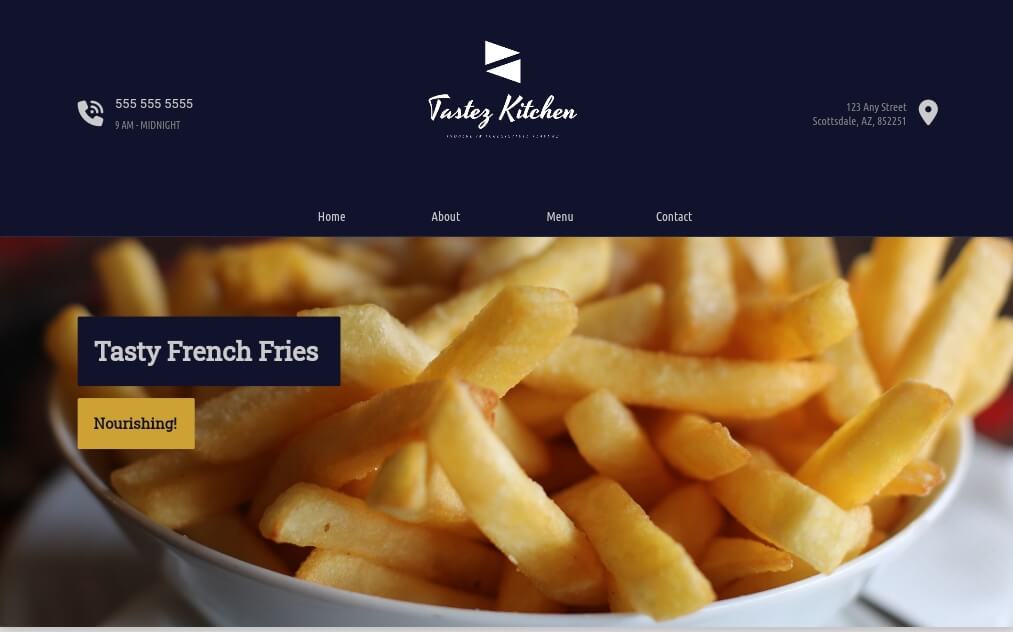 555 555 5555
9 AM - MIDNIGHT
Tastez Kitchen
123 Any Street
Scottsdale, AZ, 852251
Home
About
Menu
Contact
Tasty French Fries
Nourishing!